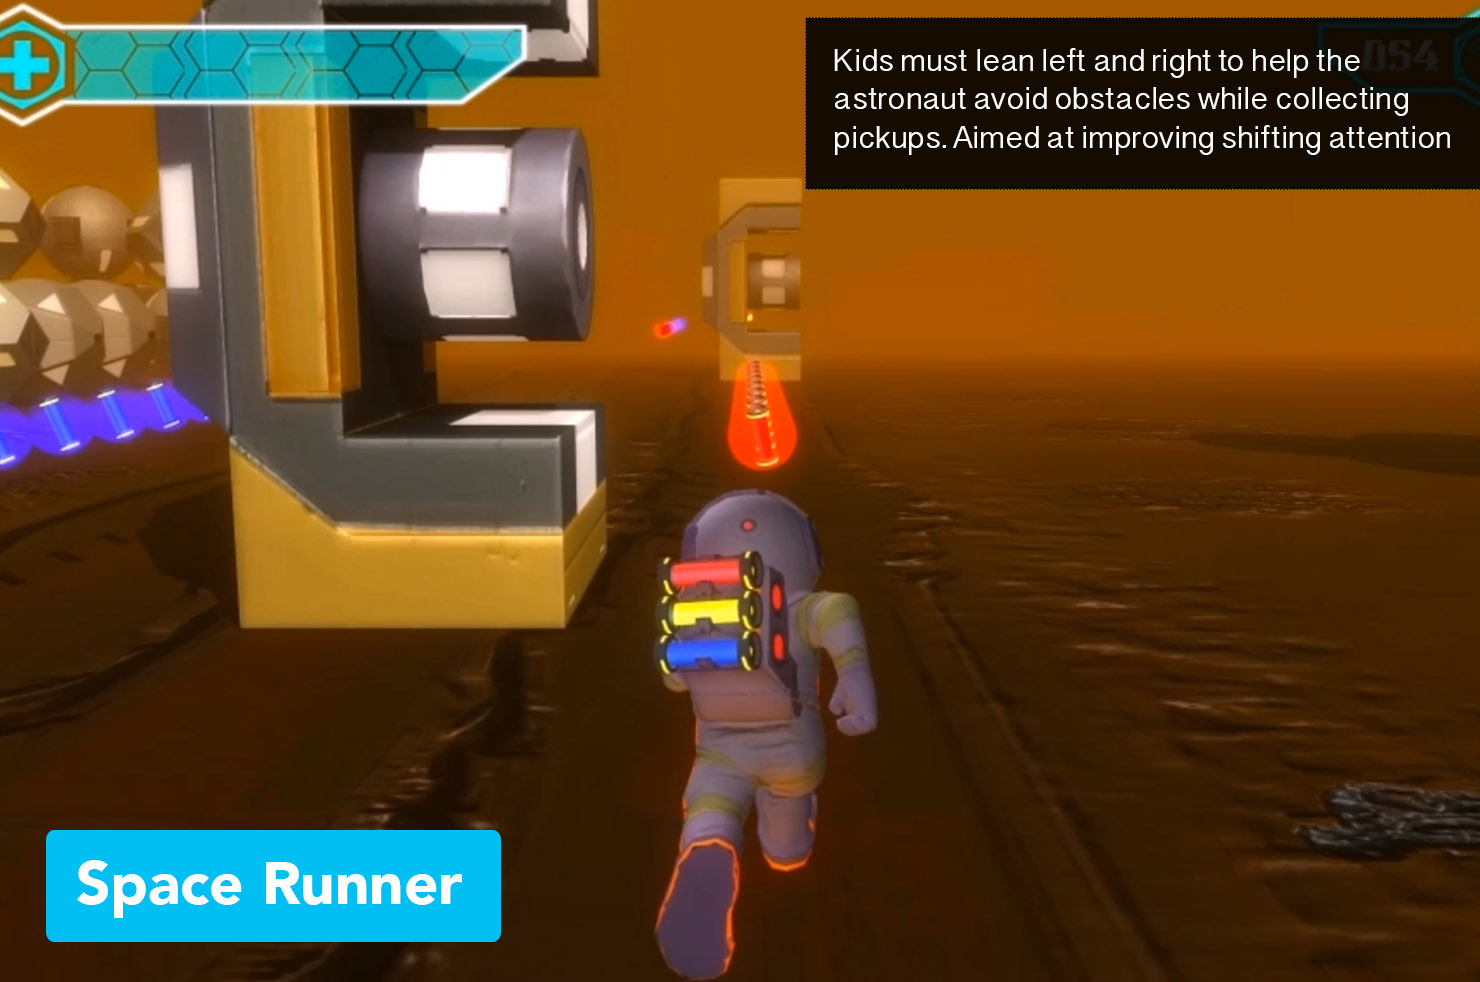 Kids must lean left and right to help the
astronaut avoid obstacles while collecting
pickups. Aimed at improving shifting attention
054
Space Runner